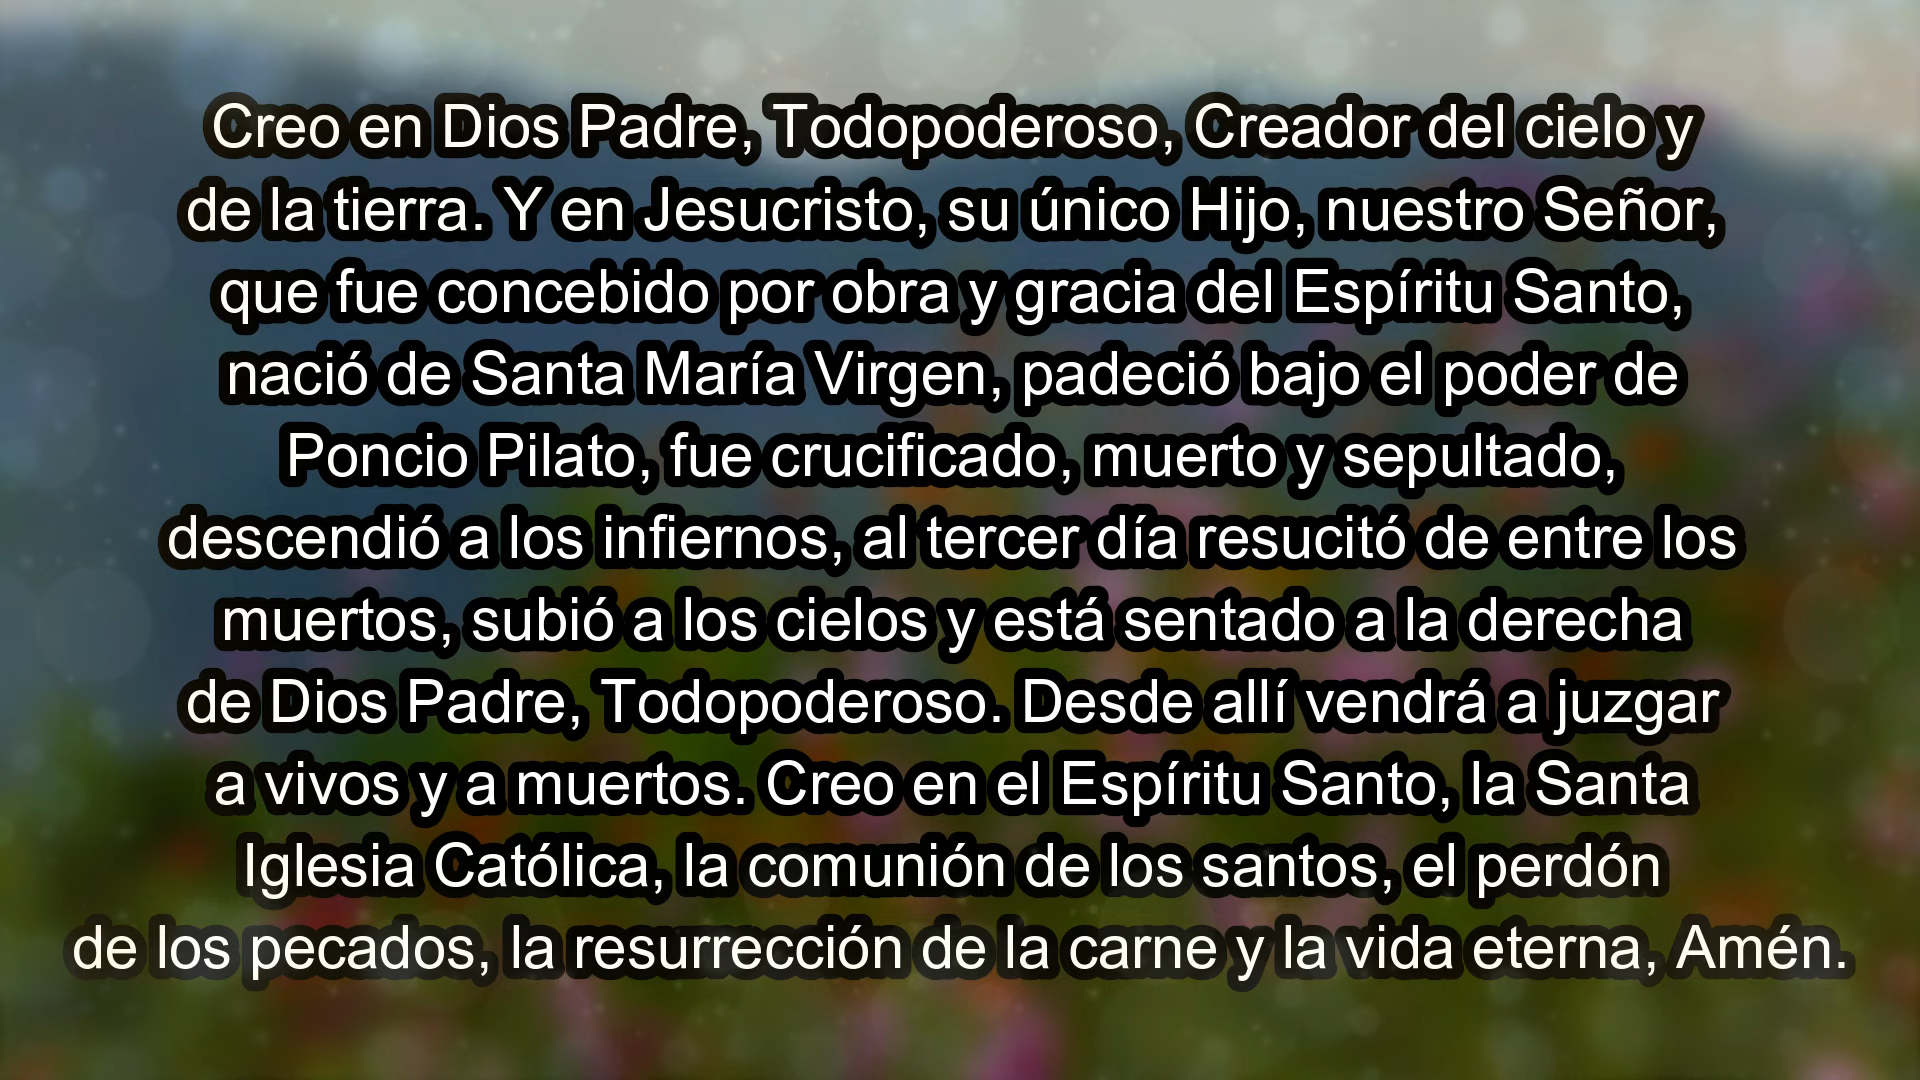 Creo en Dios Padre, Todopoderoso, Creador del cielo y
de la tierra. Y en Jesucristo, su único Hijo, nuestro Señor,
que fue concebido por obra y gracia del Espíritu Santo,
nació de Santa María Virgen, padeció bajo el poder de
Poncio Pilato, fue crucificado, muerto y sepultado,
descendió a los infiernos, al tercer día resucitó de entre los
muertos, subió a los cielos y está sentado a la derecha
de Dios Padre, Todopoderoso. Desde allí vendrá a juzgar
a vivos y a muertos. Creo en el Espíritu Santo, la Santa
Iglesia Católica, la comunión de los santos, el perdón
de los pecados, la resurrección de la carne y la vida eterna, Amén.